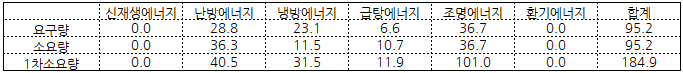 신재생에너지 난방에너지 냉방에너지 급탕에너지 조명에너지 환기에너지 합계
요구량 0.0 28.8 23.1 6.6 36.7 0.0 95.2
소요량 0.0 36.3 11.5 10.7 36.7 0.0 95.2
1차소요량 0.0 40.5 31.5 11.9 101.0 0.0 184.9